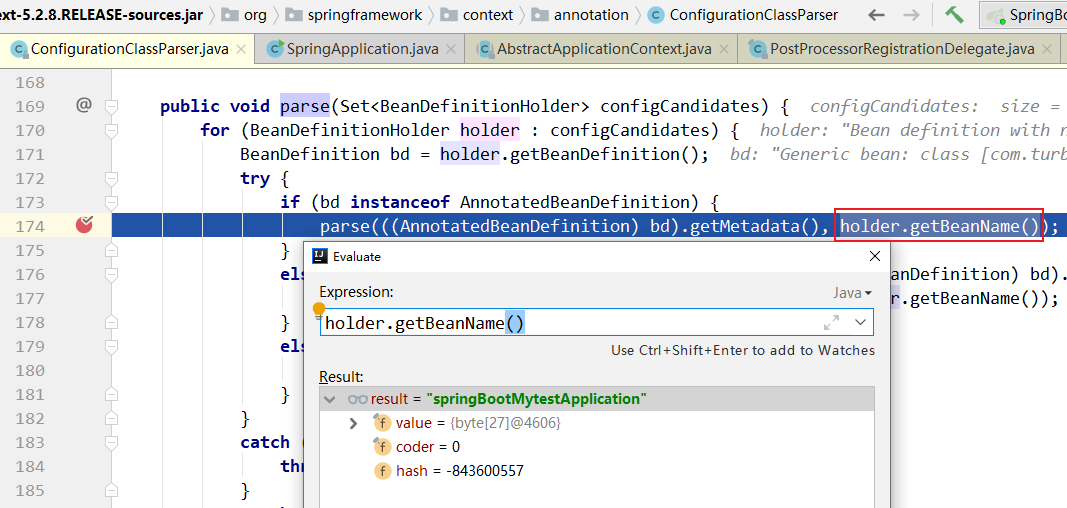 ext-5.2.8.RELEASE-sources.jar org springframework context annotation ConfigurationClassParser SpringBo
ConfigurationClassParser.java SpringApplication.java AbstractApplicationContext.java PostProcessorRegistrationDelegate.java
168
169 @ public void parse(Set<BeanDefinitionHolder> configCandidates) { configCandidates: size =
170 for (BeanDefinitionHolder holder : configCandidates) { holder: "Bean definition with n
171 BeanDefinition bd = holder.getBeanDefinition(); bd: "Generic bean: class [com.turb
172 try {
173 if (bd instanceof AnnotatedBeanDefinition) {
174 parse(((AnnotatedBeanDefinition) bd).getMetadata(), holder.getBeanName());
175 }
Evaluate
176 els anDefinition) bd).
Expression: Java
177 r.getBeanName());
178 }
holder.getBeanName()
179 els
Use Ctrl+Shift+Enter to add to Watches
180
Result:
181 }
result = "springBootMytestApplication"
182 }
value = {byte[27]@4606}
183 catch (
coder = 0
184 thr
hash = -843600557
185 }